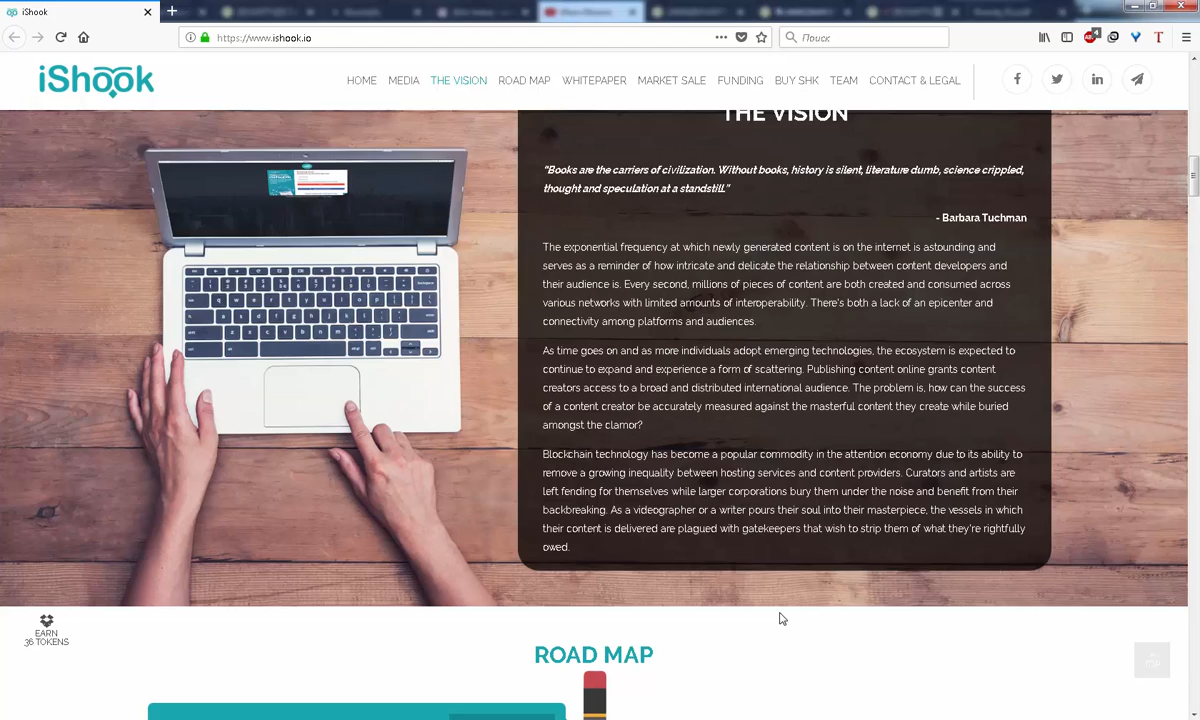 iShook
https://www.ishook.io
Поиск
4
iShook
HOME
MEDIA
THE VISION
ROAD MAP
WHITEPAPER
MARKET SALE
FUNDING
BUY SHK
TEAM
CONTACT & LEGAL
THE VISION
"Books are the carriers of civilization. Without books, history is silent, literature dumb, science crippled,
thought and speculation at a standstill."
- Barbara Tuchman
The exponential frequency at which newly generated content is on the internet is astounding and
serves as a reminder of how intricate and delicate the relationship between content developers and
their audience is. Every second, millions of pieces of content are both created and consumed across
various networks with limited amounts of interoperability. There's both a lack of an epicenter and
connectivity among platforms and audiences.
As time goes on and as more individuals adopt emerging technologies, the ecosystem is expected to
continue to expand and experience a form of scattering. Publishing content online grants content
creators access to a broad and distributed international audience. The problem is, how can the success
of a content creator be accurately measured against the masterful content they create while buried
amongst the clamor?
Blockchain technology has become a popular commodity in the attention economy due to its ability to
remove a growing inequality between hosting services and content providers. Curators and artists are
left fending for themselves while larger corporations bury them under the noise and benefit from their
backbreaking. As a videographer or a writer pours their soul into their masterpiece, the vessels in which
their content is delivered are plagued with gatekeepers that wish to strip them of what they're rightfully
owed.
EARN
36 TOKENS
ROAD MAP